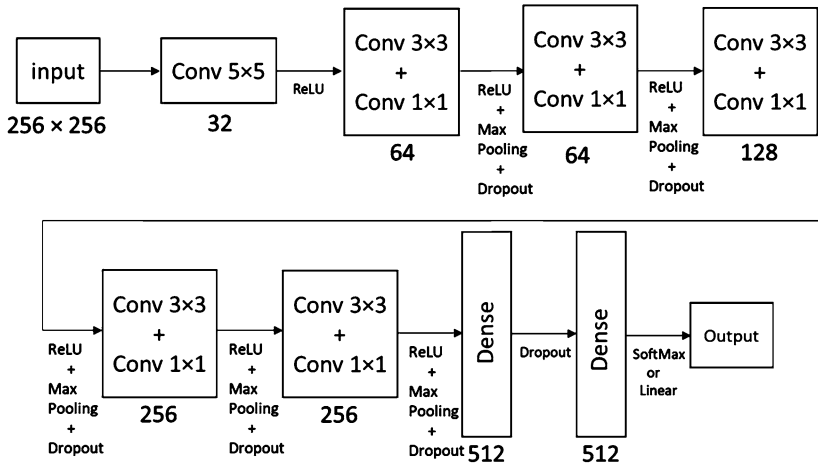 input
256 × 256
Conv 5×5
32
ReLU
Conv 3×3
+
Conv 1×1
64
ReLU
+
Max
Pooling
+
Dropout
Conv 3×3
+
Conv 1×1
64
ReLU
+
Max
Pooling
+
Dropout
Conv 3×3
+
Conv 1×1
128
ReLU
+
Max
Pooling
+
Dropout
Conv 3×3
+
Conv 1×1
256
ReLU
+
Max
Pooling
+
Dropout
Conv 3×3
+
Conv 1×1
256
ReLU
+
Max
Pooling
+
Dropout
Dense
512
Dropout
Dense
512
SoftMax
or
Linear
Output